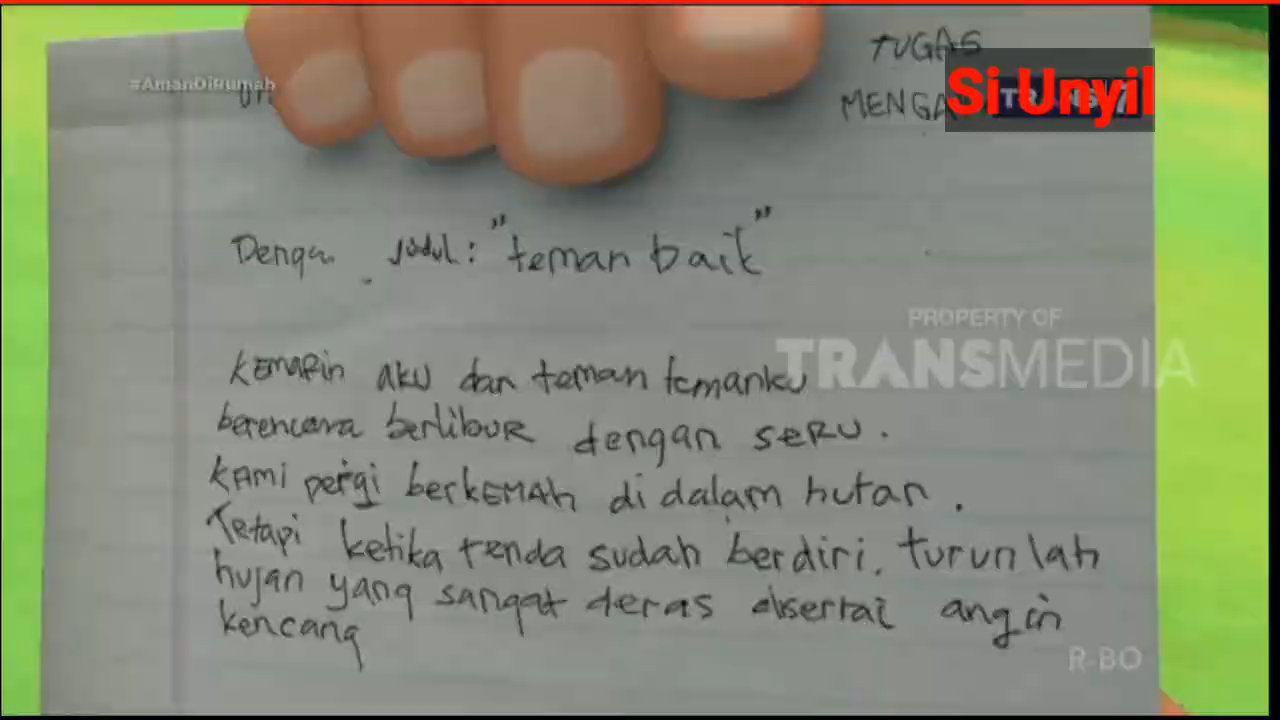 TUGAS
#AmanDiRumah
Si Unyil
TRANS7
Dengan judul: "teman baik"
PROPERTY OF
TRANSMEDIA
Kemarin aku dan teman temanku
berencana berlibur dengan seru.
Kami pergi berkemah di dalam hutan.
Tetapi ketika tenda sudah berdiri. turunlah
hujan yang sangat deras disertai angin
kencang
R-BO